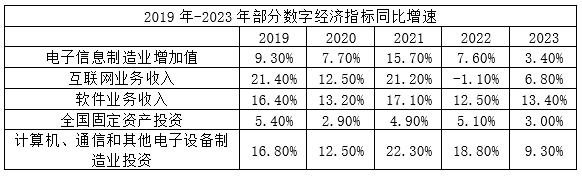 2019 年-2023 年部分数字经济指标同比增速
2019 2020 2021 2022 2023
电子信息制造业增加值 9.30% 7.70% 15.70% 7.60% 3.40%
互联网业务收入 21.40% 12.50% 21.20% -1.10% 6.80%
软件业务收入 16.40% 13.20% 17.10% 12.50% 13.40%
全国固定资产投资 5.40% 2.90% 4.90% 5.10% 3.00%
计算机、通信和其他电子设备制
造业投资 16.80% 12.50% 22.30% 18.80% 9.30%